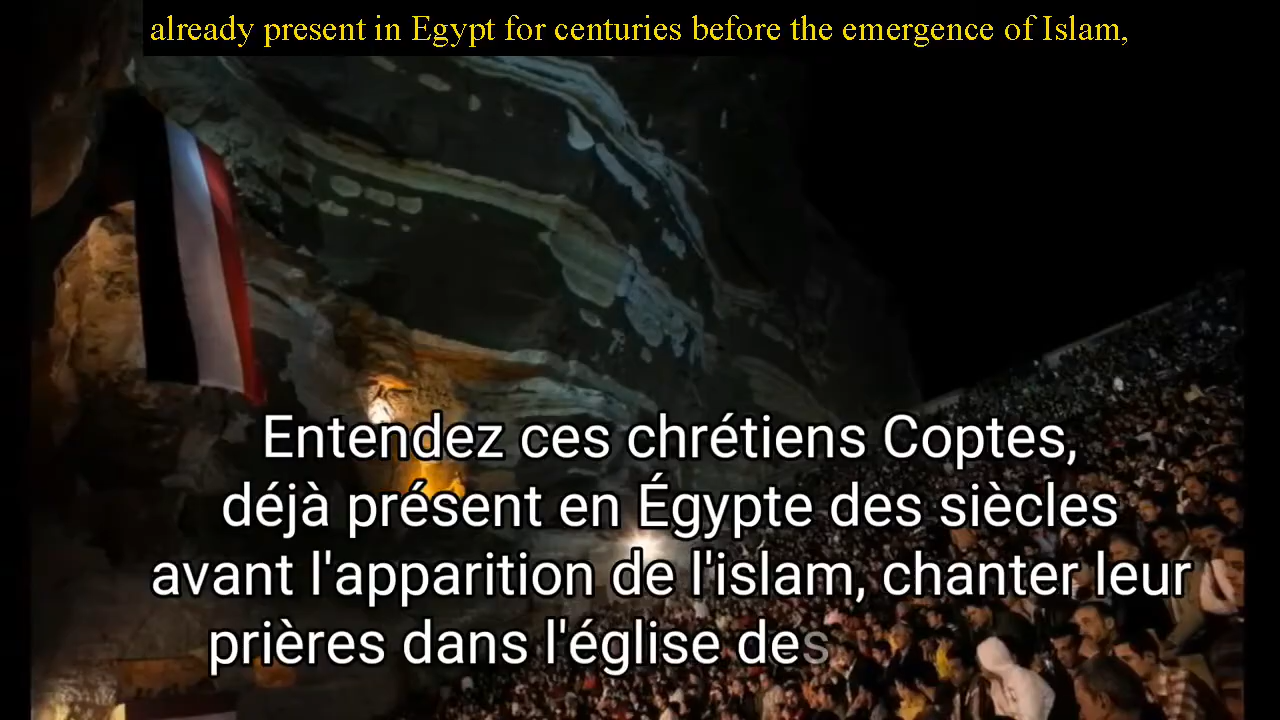 already present in Egypt for centuries before the emergence of Islam,
Entendez ces chrétiens Coptes,
déjà présent en Égypte des siècles
avant l'apparition de l'islam, chanter leur
prières dans l'église des